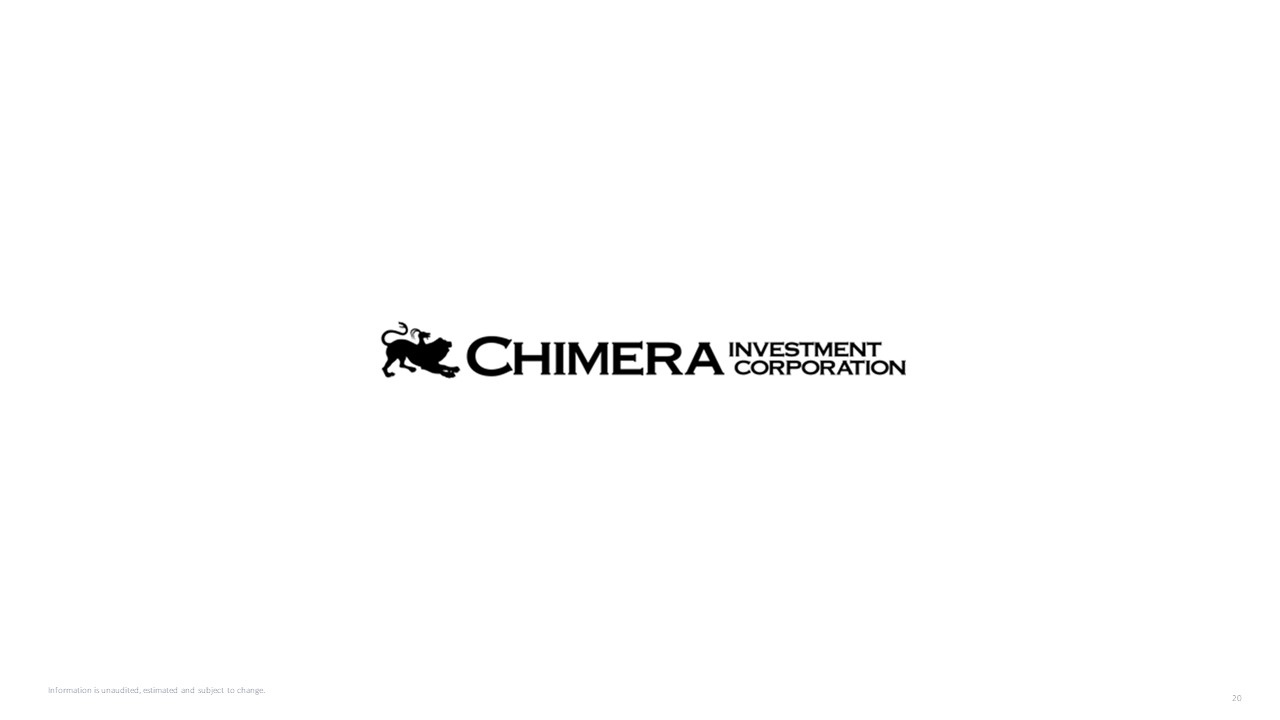 CHIMERA INVESTMENT
CORPORATION
Information is unaudited, estimated and subject to change.
20